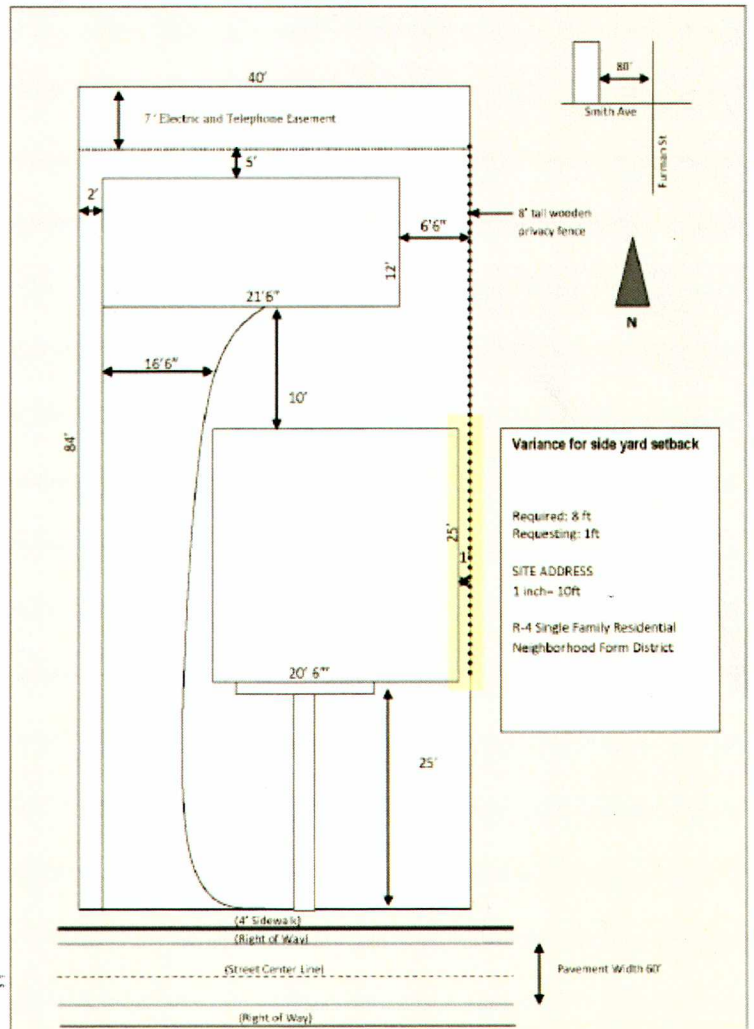 40'
7' Electric and Telephone Easement
5'
2'
6'6"
12'
21'6"
16'6"
10'
84'
25'
1'
20' 6""
25'
(4' Sidewalk)
(Right of Way)
(Street Center Line)
(Right of Way)
Pavement Width 60'
80'
Smith Ave
Furman St
8' tall wooden
privacy fence
N
Variance for side yard setback
Required: 8 ft
Requesting: 1ft
SITE ADDRESS
1 inch= 10ft
R-4 Single Family Residential
Neighborhood Form District